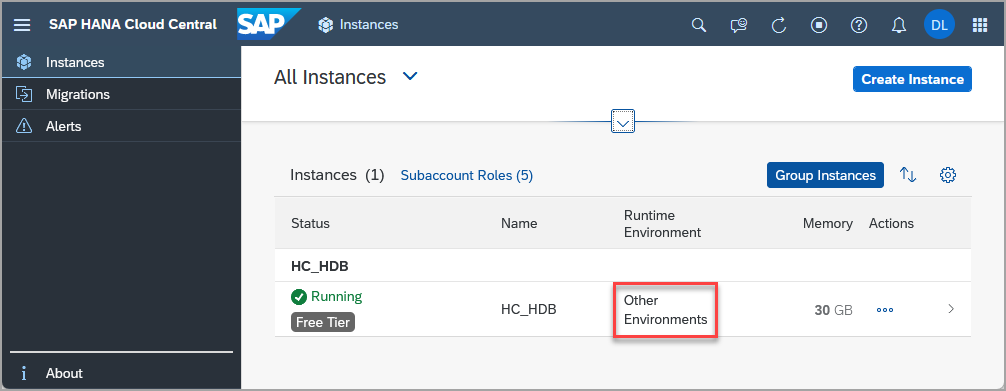 SAP HANA Cloud Central
SAP
Instances
DL
Instances
Migrations
Alerts
About
All Instances
Create Instance
Instances (1)
Subaccount Roles (5)
Group Instances
Status
Name
Runtime
Environment
Memory
Actions
HC_HDB
Running
Free Tier
HC_HDB
Other
Environments
30 GB